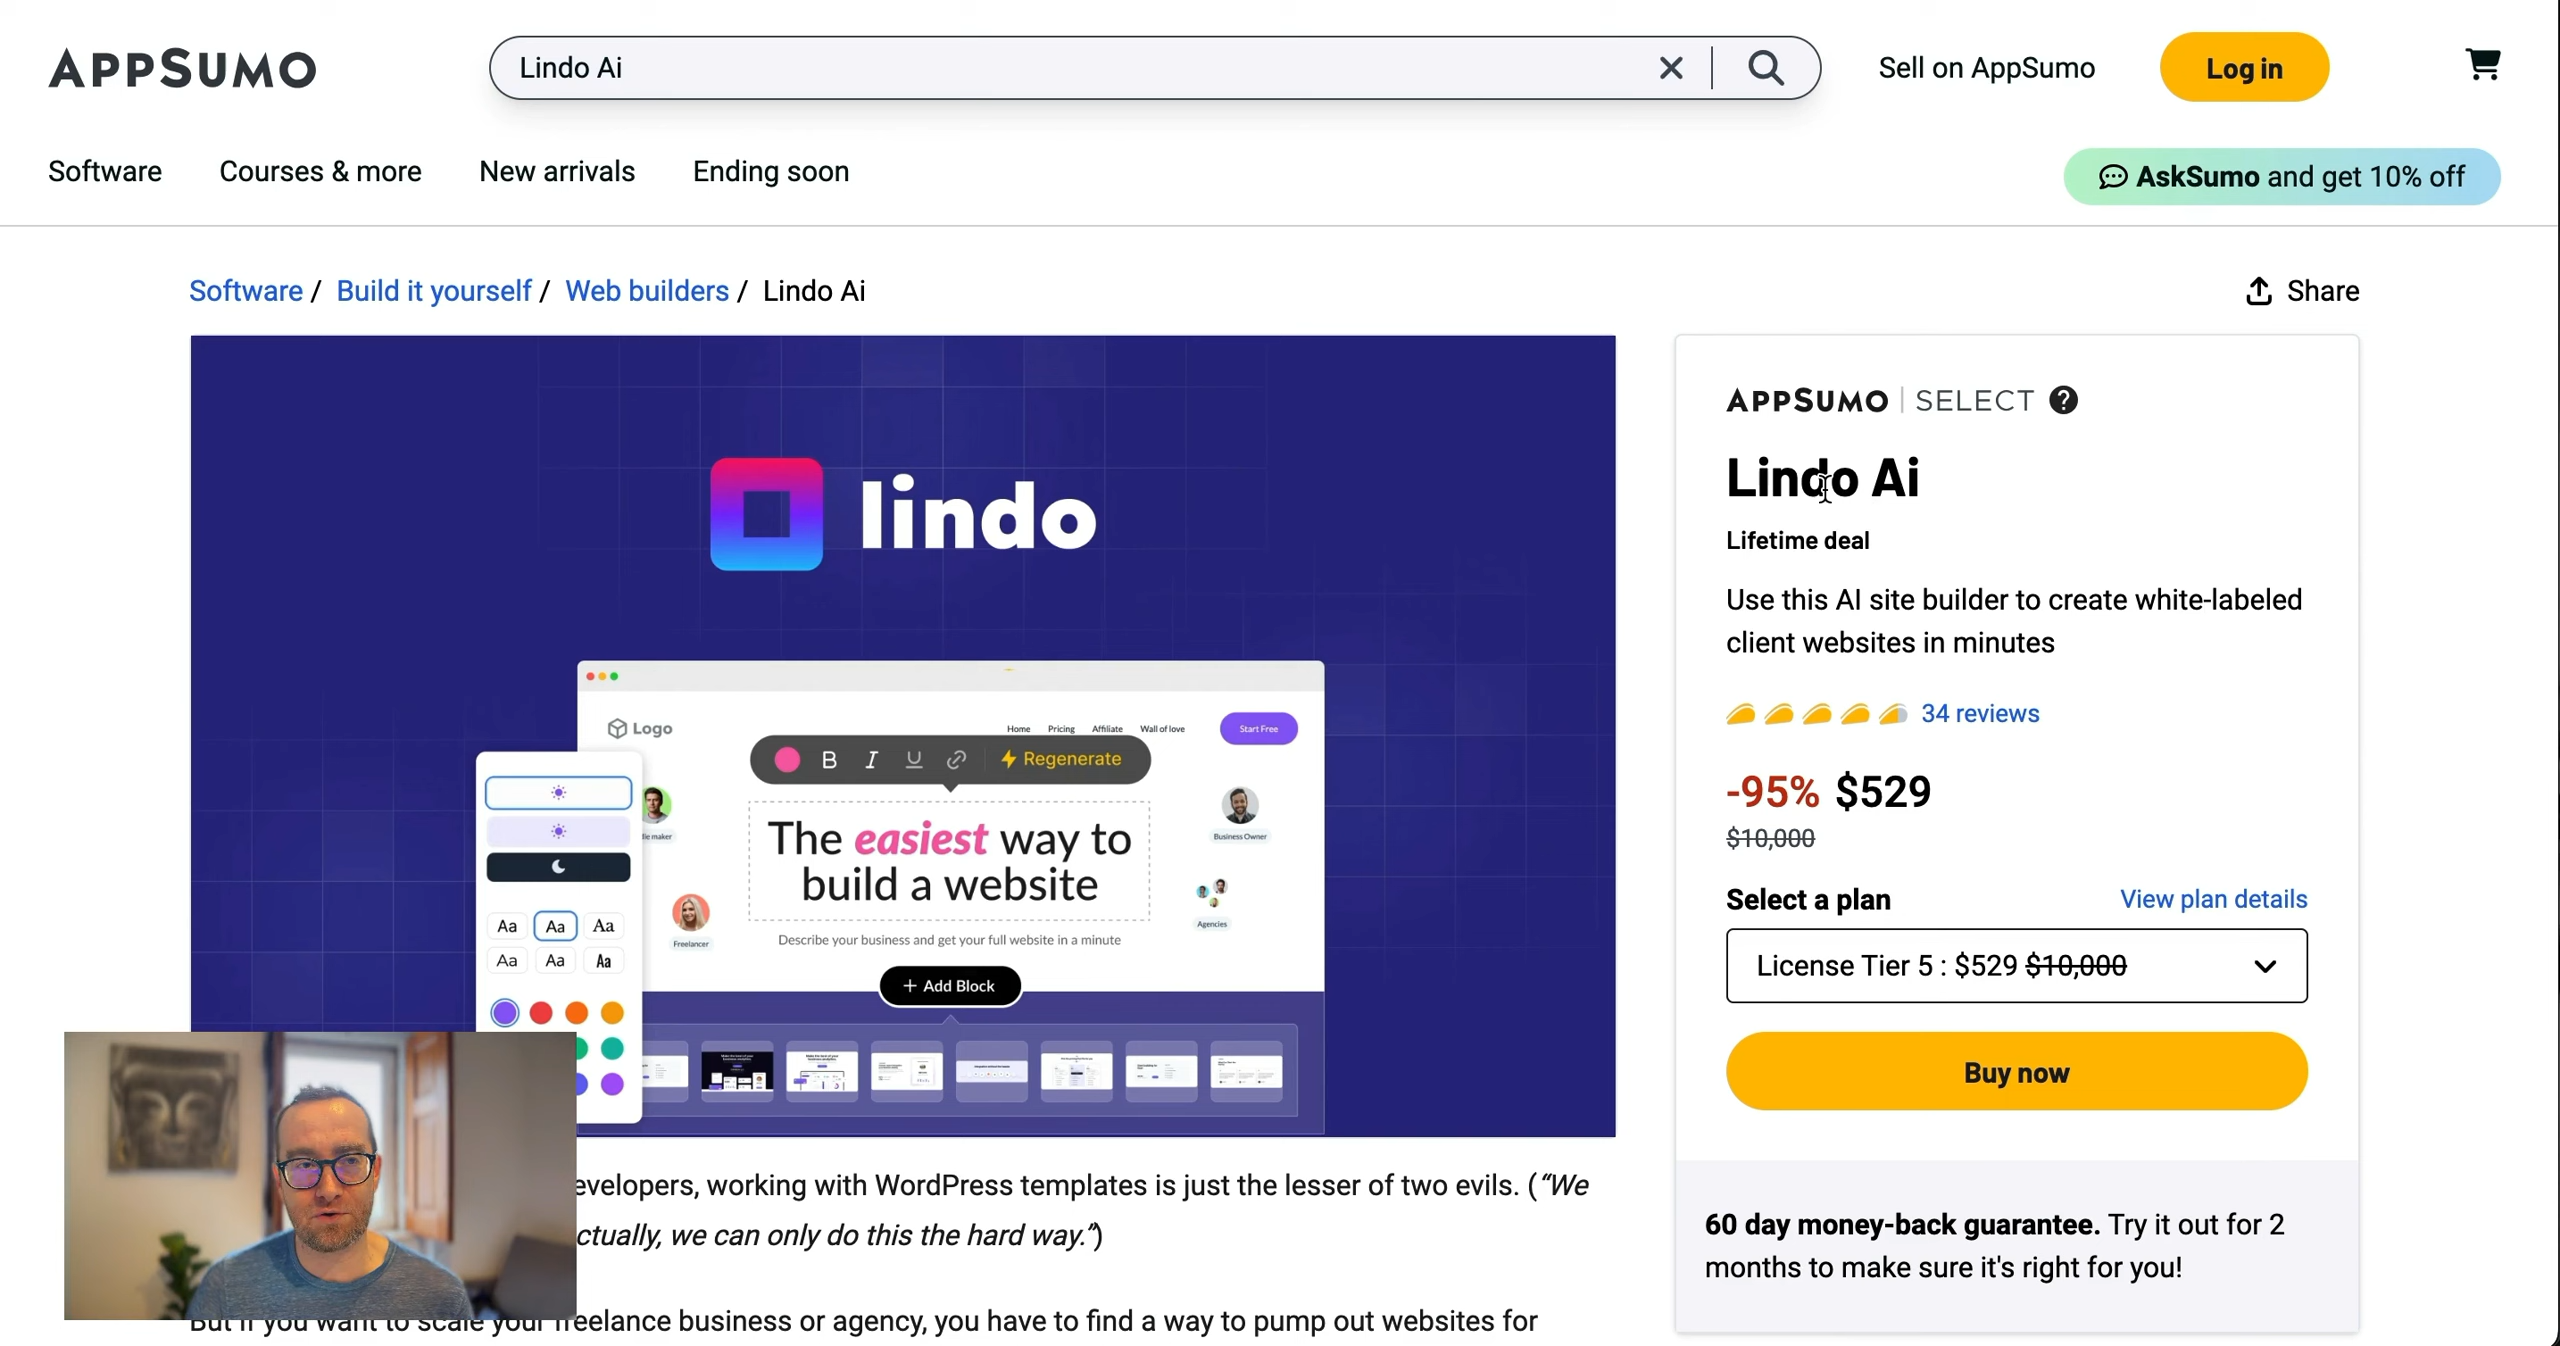 APPSUMO
Lindo Ai
Sell on AppSumo
Log in
Software
Courses & more
New arrivals
Ending soon
AskSumo and get 10% off
Software / Build it yourself / Web builders / Lindo Ai
Share
lindo
Logo
Home Pricing Affiliate Wall of love
Start Free
B I U Regenerate
The easiest way to
build a website
Describe your business and get your full website in a minute
+ Add Block
Business Owner
Freelancer
Agencies
Aa Aa Aa
Aa Aa Aa
APPSUMO | SELECT ?
Lindo Ai
Lifetime deal
Use this AI site builder to create white-labeled
client websites in minutes
34 reviews
-95% $529
$10,000
Select a plan
View plan details
License Tier 5 : $529 $10,000
Buy now
60 day money-back guarantee. Try it out for 2
months to make sure it's right for you!
evelopers, working with WordPress templates is just the lesser of two evils. (“We
ctually, we can only do this the hard way.”)
But if you want to scale your freelance business or agency, you have to find a way to pump out websites for